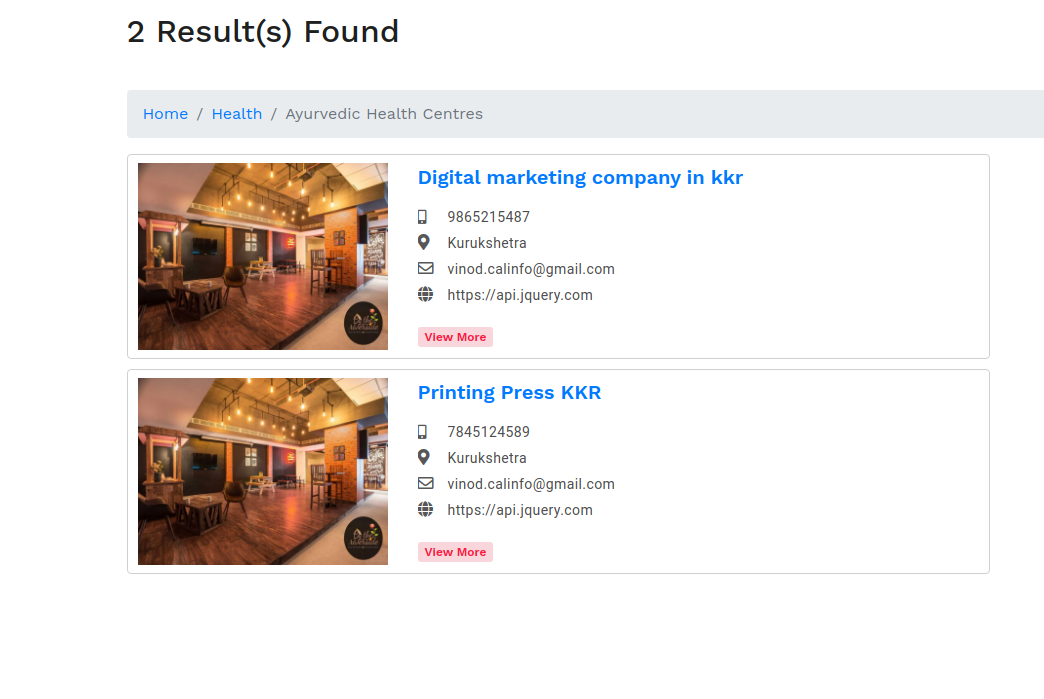 2 Result(s) Found
Home / Health / Ayurvedic Health Centres
Digital marketing company in kkr
9865215487
Kurukshetra
vinod.calinfo@gmail.com
https://api.jquery.com
View More
Printing Press KKR
7845124589
Kurukshetra
vinod.calinfo@gmail.com
https://api.jquery.com
View More